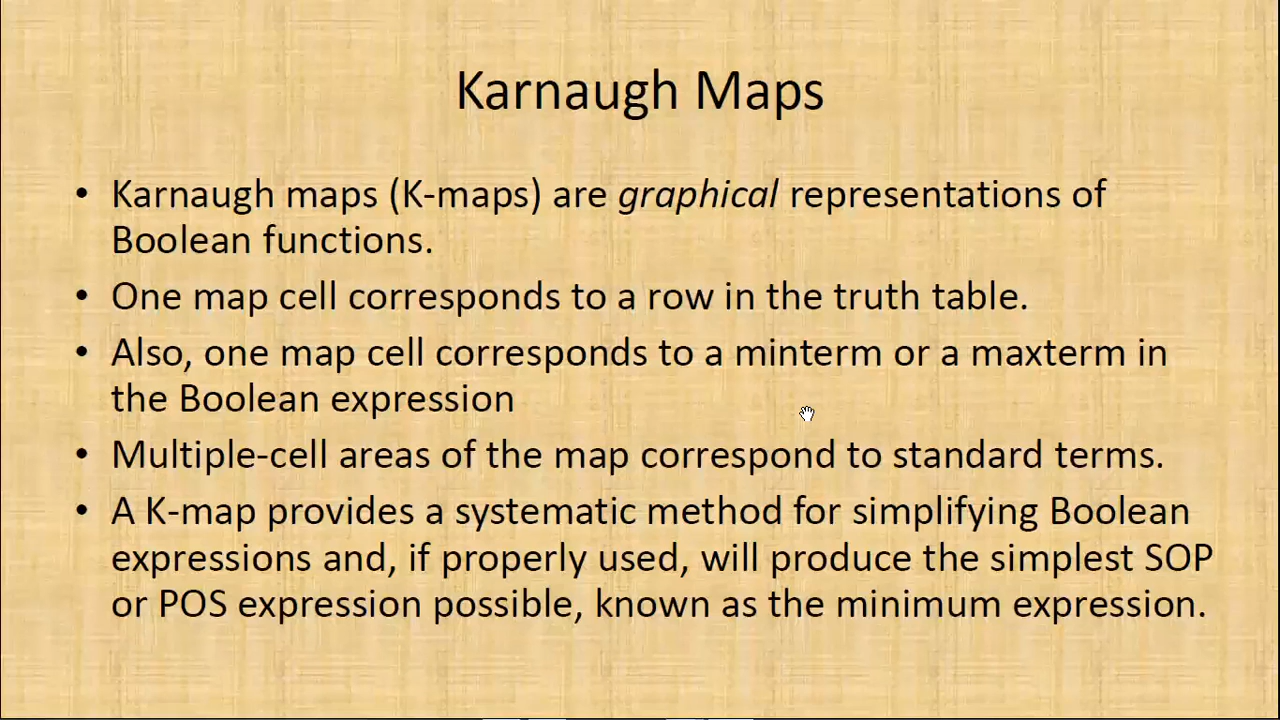 Karnaugh Maps
• Karnaugh maps (K-maps) are graphical representations of
Boolean functions.
• One map cell corresponds to a row in the truth table.
• Also, one map cell corresponds to a minterm or a maxterm in
the Boolean expression
• Multiple-cell areas of the map correspond to standard terms.
• A K-map provides a systematic method for simplifying Boolean
expressions and, if properly used, will produce the simplest SOP
or POS expression possible, known as the minimum expression.